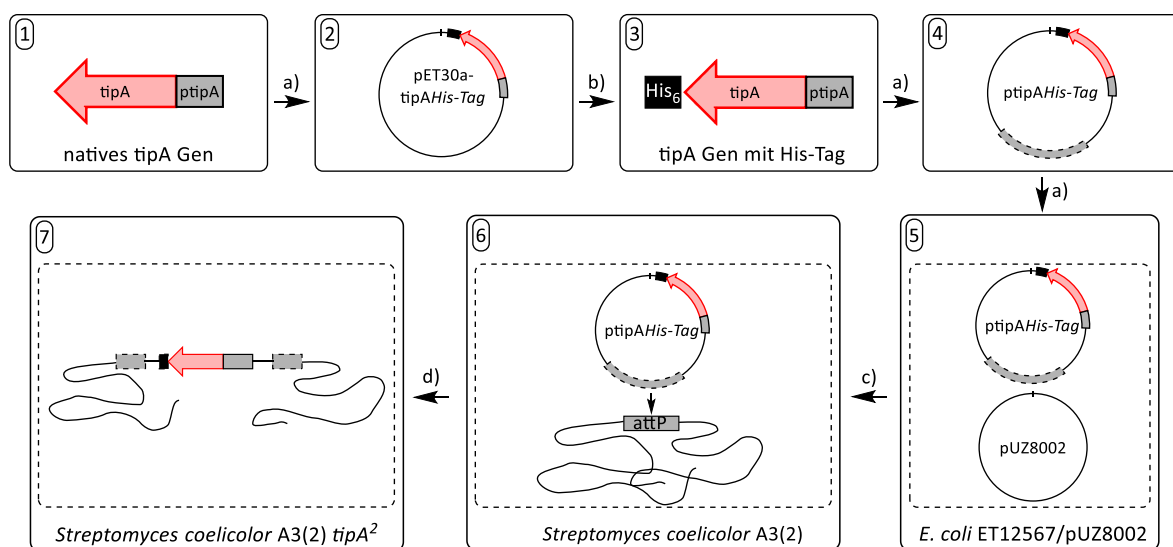 1
tipA
ptipA
natives tipA Gen
a)
2
pET30a-
tipAHis-Tag
b)
3
His6
tipA
ptipA
tipA Gen mit His-Tag
a)
4
ptipAHis-Tag
a)
5
ptipAHis-Tag
pUZ8002
E. coli ET12567/pUZ8002
c)
6
ptipAHis-Tag
attP
Streptomyces coelicolor A3(2)
d)
7
Streptomyces coelicolor A3(2) tipA²